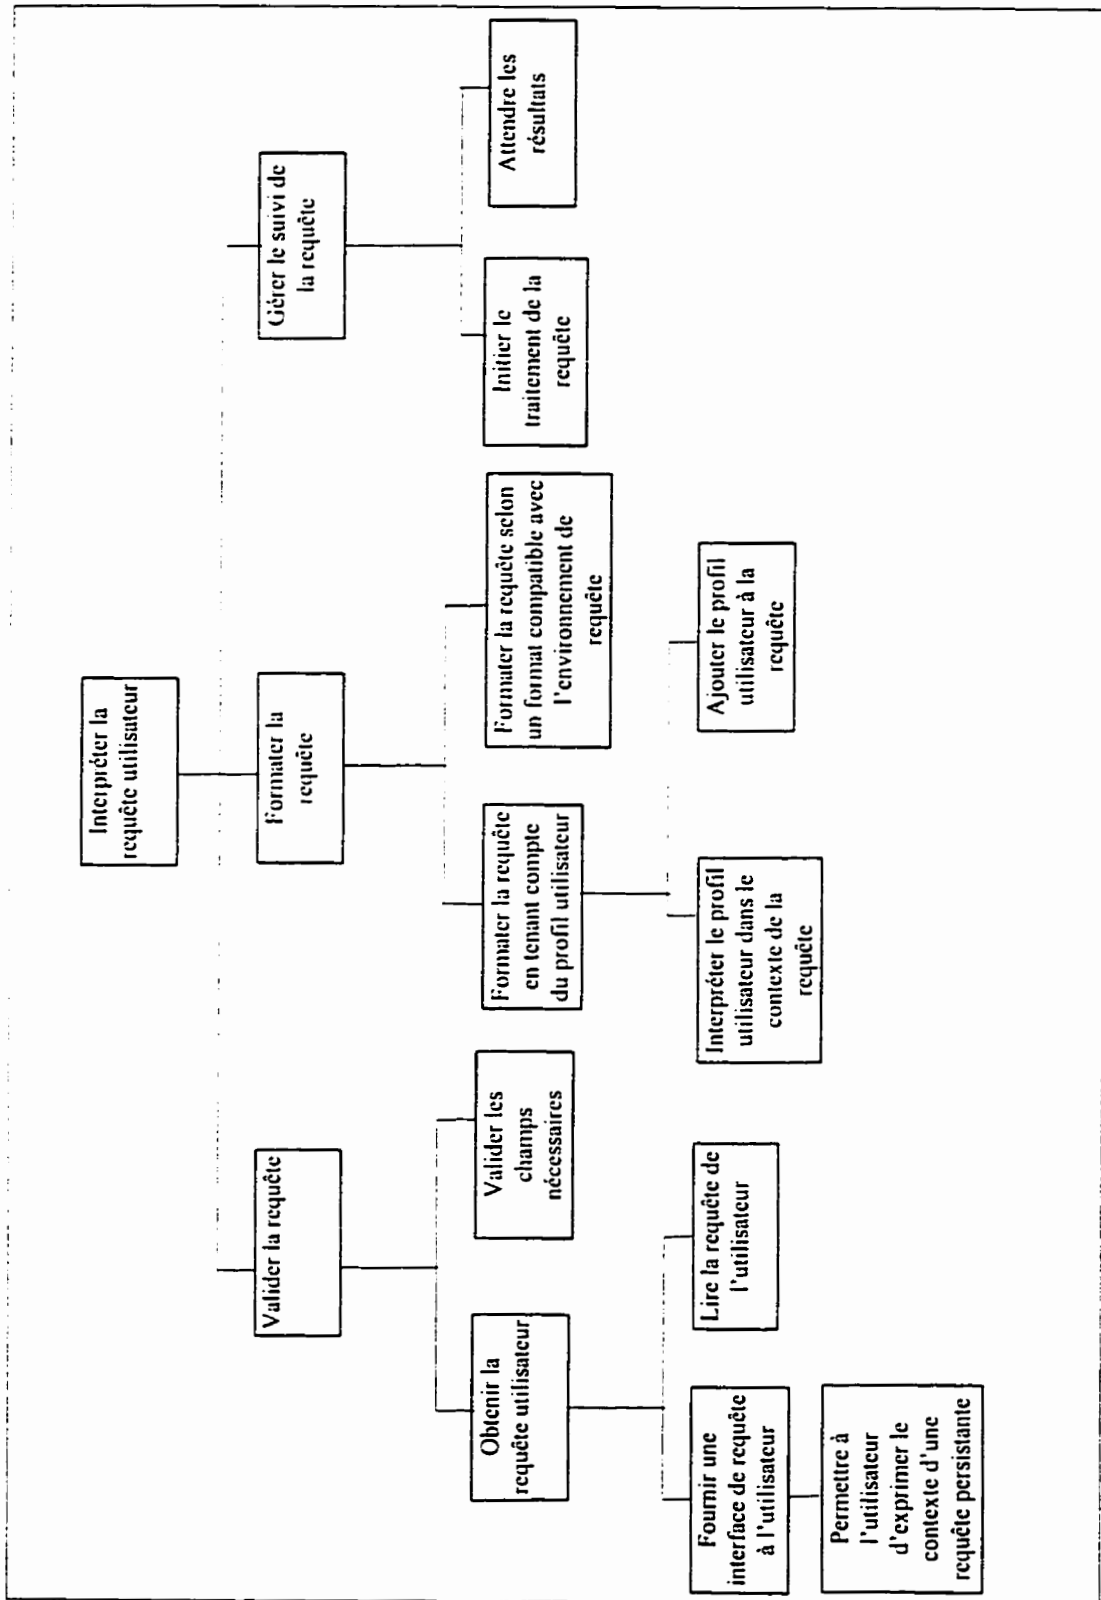 Interpréter la
requête utilisateur
Valider la requête
Formater la
requête
Gérer le suivi de
la requête
Obtenir la
requête utilisateur
Valider les
champs
nécessaires
Formater la requête
en tenant compte
du profil utilisateur
Formater la requête selon
un format compatible avec
l'environnement de
requête
Initier le
traitement de la
requête
Attendre les
résultats
Fournir une
interface de requête
à l'utilisateur
Lire la requête de
l'utilisateur
Interpréter le profil
utilisateur dans le
contexte de la
requête
Ajouter le profil
utilisateur à la
requête
Permettre à
l'utilisateur
d'exprimer le
contexte d'une
requête persistante